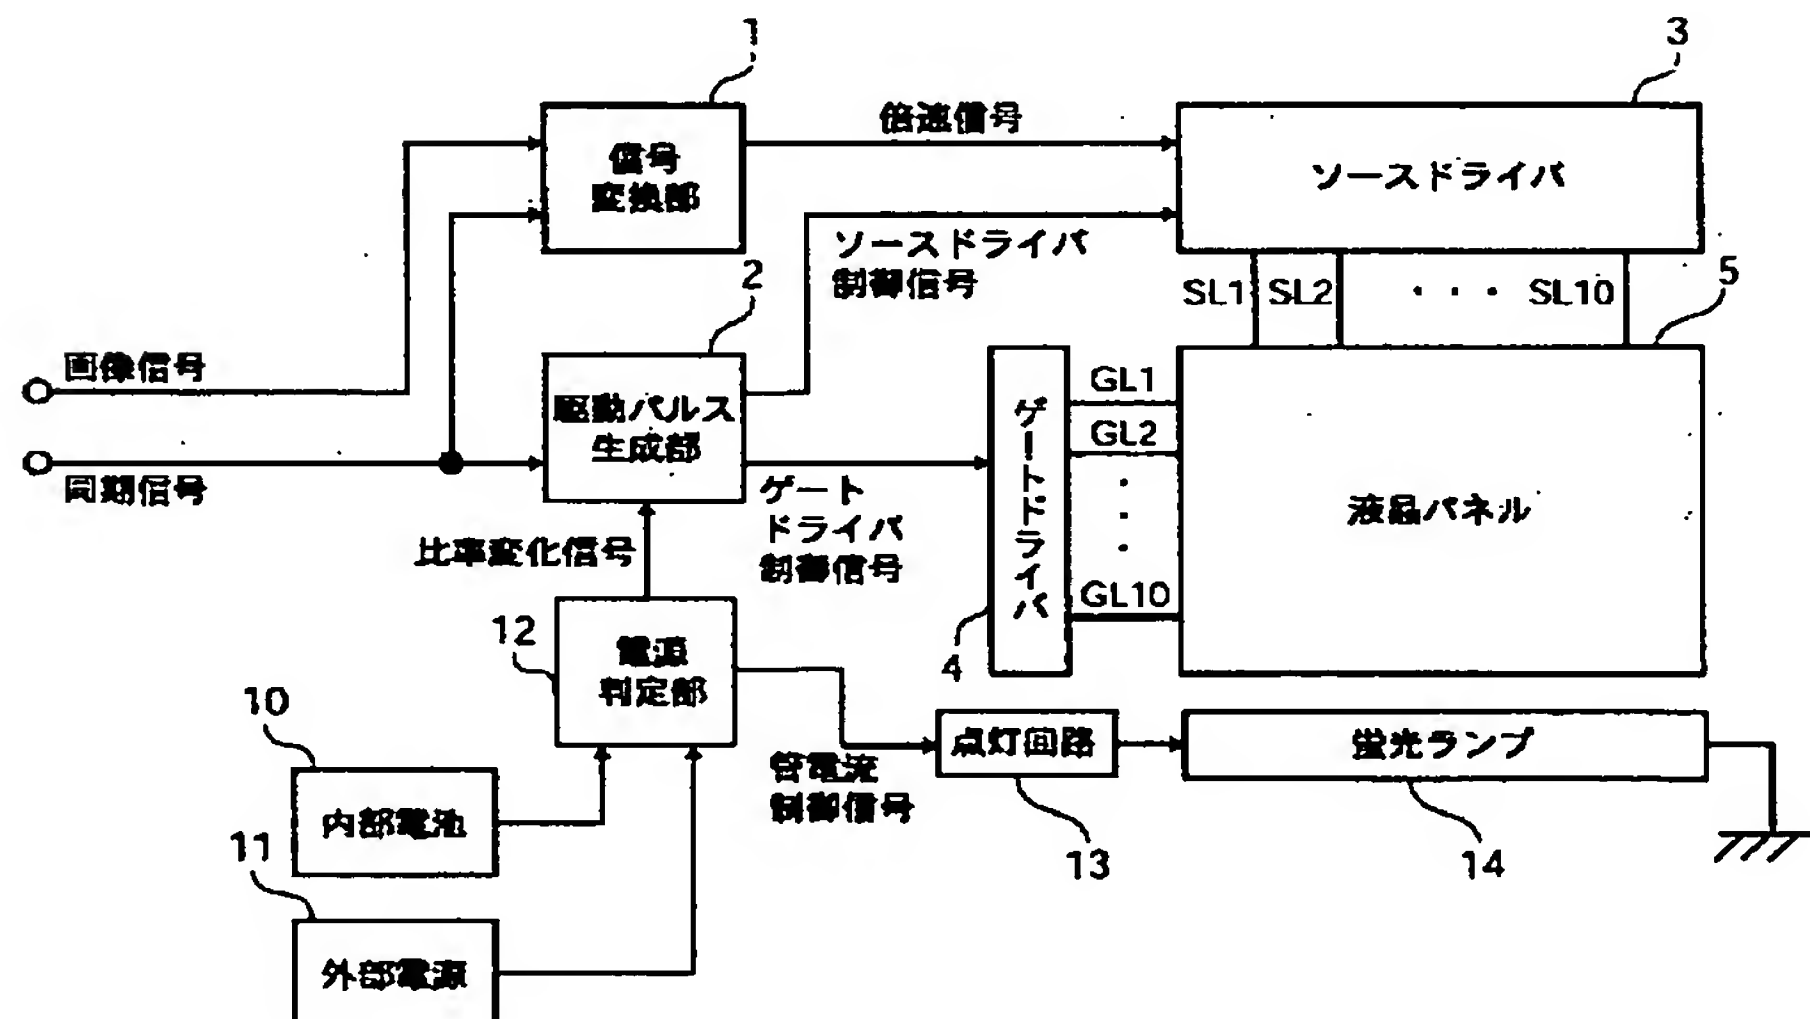 1
3
信号
変換部
倍速信号
ソースドライバ
ソースドライバ
制御信号
2
SL1 SL2 ・・・ SL10
5
画像信号
同期信号
駆動パルス
生成部
ゲート
ドライバ
制御信号
ゲートドライバ
4
GL1
GL2
・
・
・
GL10
液晶パネル
比率変化信号
12
電源
判定部
10
内部電池
11
外部電源
管電流
制御信号
点灯回路
13
蛍光ランプ
14